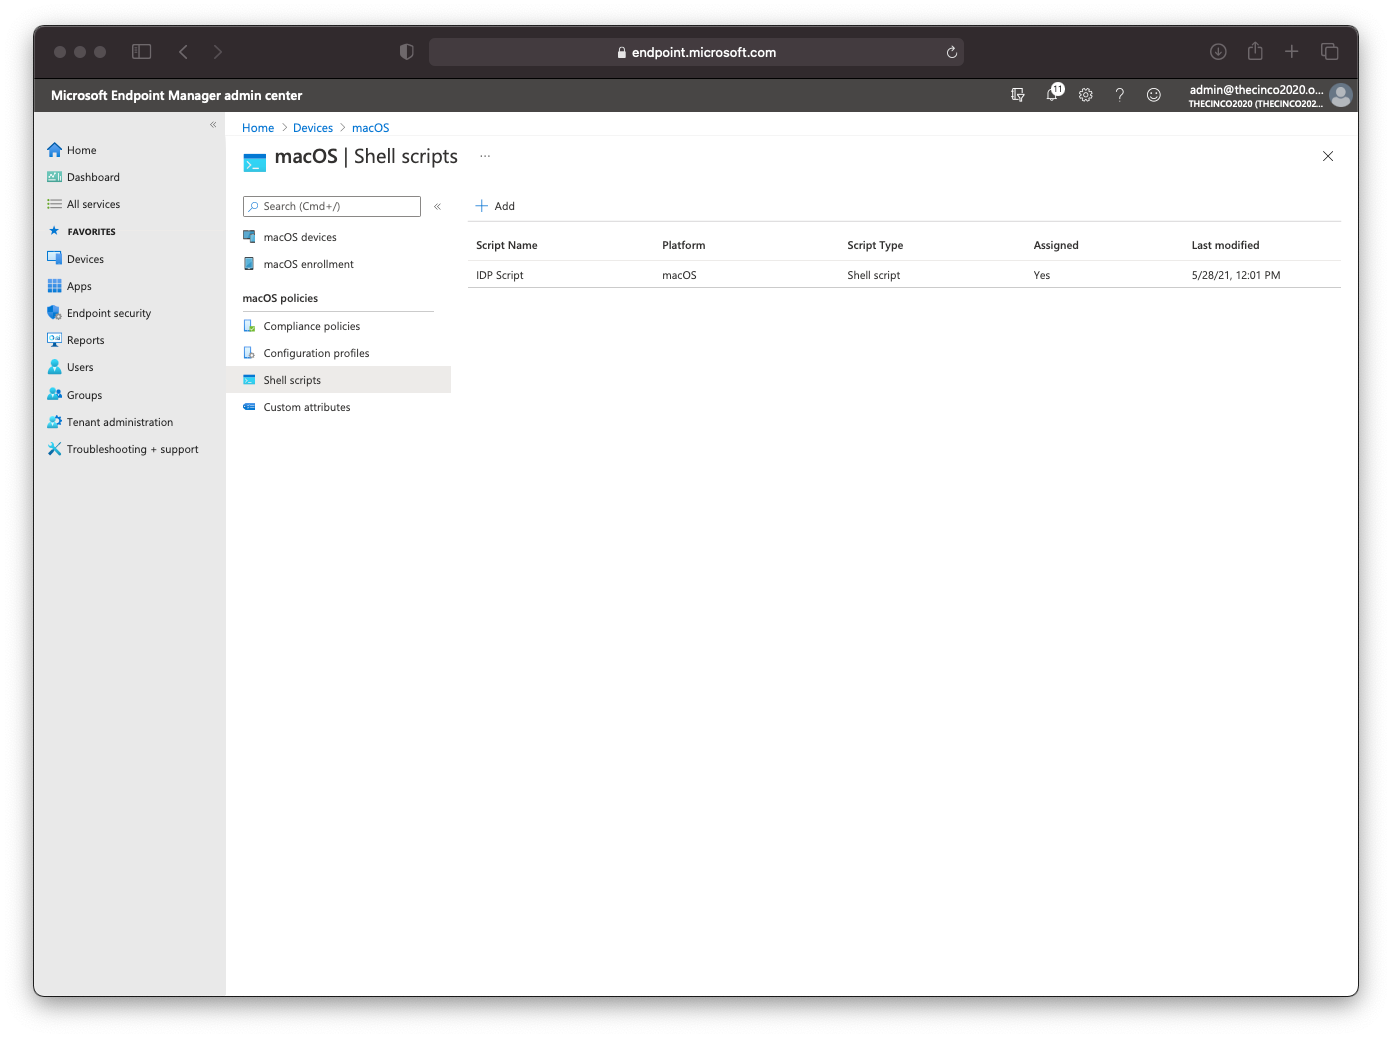 endpoint.microsoft.com
Microsoft Endpoint Manager admin center
11
admin@thecinco2020.o...
THECINCO2020 (THECINCO202...
Home
Dashboard
All services
FAVORITES
Devices
Apps
Endpoint security
Reports
Users
Groups
Tenant administration
Troubleshooting + support
Home > Devices > macOS
macOS | Shell scripts ...
Search (Cmd+/)
macOS devices
macOS enrollment
macOS policies
Compliance policies
Configuration profiles
Shell scripts
Custom attributes
+ Add
Script Name Platform Script Type Assigned Last modified
IDP Script macOS Shell script Yes 5/28/21, 12:01 PM